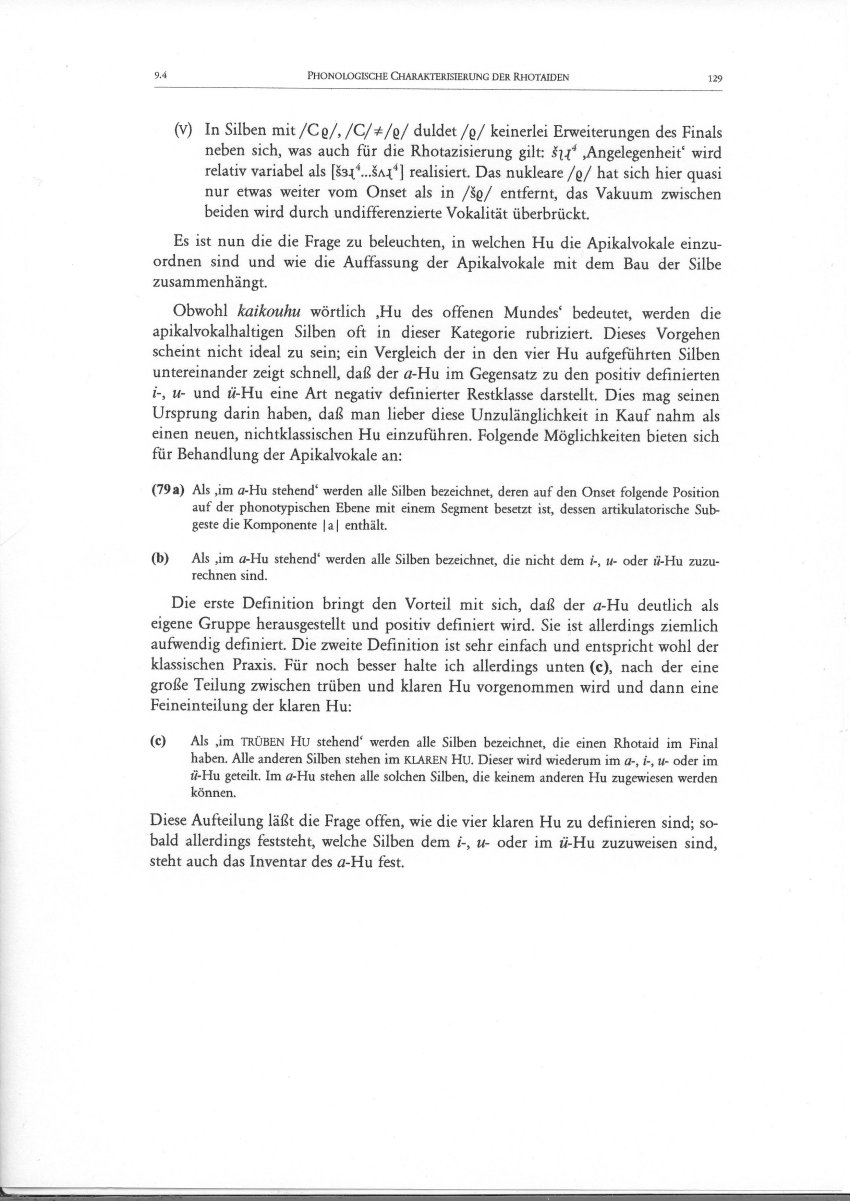 9.4 PHONOLOGISCHE CHARAKTERISIERUNG DER RHOTAIDEN 129
(V) In Silben mit /Cϱ/, /C/≠/ϱ/ duldet /ϱ/ keinerlei Erweiterungen des Finals
neben sich, was auch für die Rhotazisierung gilt: šʅɻ⁴ ‚Angelegenheit‘ wird
relativ variabel als [šɜɻ⁴...šʌɻ⁴] realisiert. Das nukleare /ϱ/ hat sich hier quasi
nur etwas weiter vom Onset als in /šϱ/ entfernt, das Vakuum zwischen
beiden wird durch undifferenzierte Vokalität überbrückt.
Es ist nun die die Frage zu beleuchten, in welchen Hu die Apikalvokale einzu-
ordnen sind und wie die Auffassung der Apikalvokale mit dem Bau der Silbe
zusammenhängt.
Obwohl kaikouhu wörtlich ‚Hu des offenen Mundes‘ bedeutet, werden die
apikalvokalhaltigen Silben oft in dieser Kategorie rubriziert. Dieses Vorgehen
scheint nicht ideal zu sein; ein Vergleich der in den vier Hu aufgeführten Silben
untereinander zeigt schnell, daß der a-Hu im Gegensatz zu den positiv definierten
i-, u- und ü-Hu eine Art negativ definierter Restklasse darstellt. Dies mag seinen
Ursprung darin haben, daß man lieber diese Unzulänglichkeit in Kauf nahm als
einen neuen, nichtklassischen Hu einzuführen. Folgende Möglichkeiten bieten sich
für Behandlung der Apikalvokale an:
(79 a) Als ‚im a-Hu stehend‘ werden alle Silben bezeichnet, deren auf den Onset folgende Position
auf der phonotypischen Ebene mit einem Segment besetzt ist, dessen artikulatorische Sub-
geste die Komponente |a| enthält.
(b) Als ‚im a-Hu stehend‘ werden alle Silben bezeichnet, die nicht dem i-, u- oder ü-Hu zuzu-
rechnen sind.
Die erste Definition bringt den Vorteil mit sich, daß der a-Hu deutlich als
eigene Gruppe herausgestellt und positiv definiert wird. Sie ist allerdings ziemlich
aufwendig definiert. Die zweite Definition ist sehr einfach und entspricht wohl der
klassischen Praxis. Für noch besser halte ich allerdings unten (c), nach der eine
große Teilung zwischen trüben und klaren Hu vorgenommen wird und dann eine
Feineinteilung der klaren Hu:
(c) Als ‚im TRÜBEN HU stehend‘ werden alle Silben bezeichnet, die einen Rhotaid im Final
haben. Alle anderen Silben stehen im KLAREN HU. Dieser wird wiederum im a-, i-, u- oder im
ü-Hu geteilt. Im a-Hu stehen alle solchen Silben, die keinem anderen Hu zugewiesen werden
können.
Diese Aufteilung läßt die Frage offen, wie die vier klaren Hu zu definieren sind; so-
bald allerdings feststeht, welche Silben dem i-, u- oder im ü-Hu zuzuweisen sind,
steht auch das Inventar des a-Hu fest.